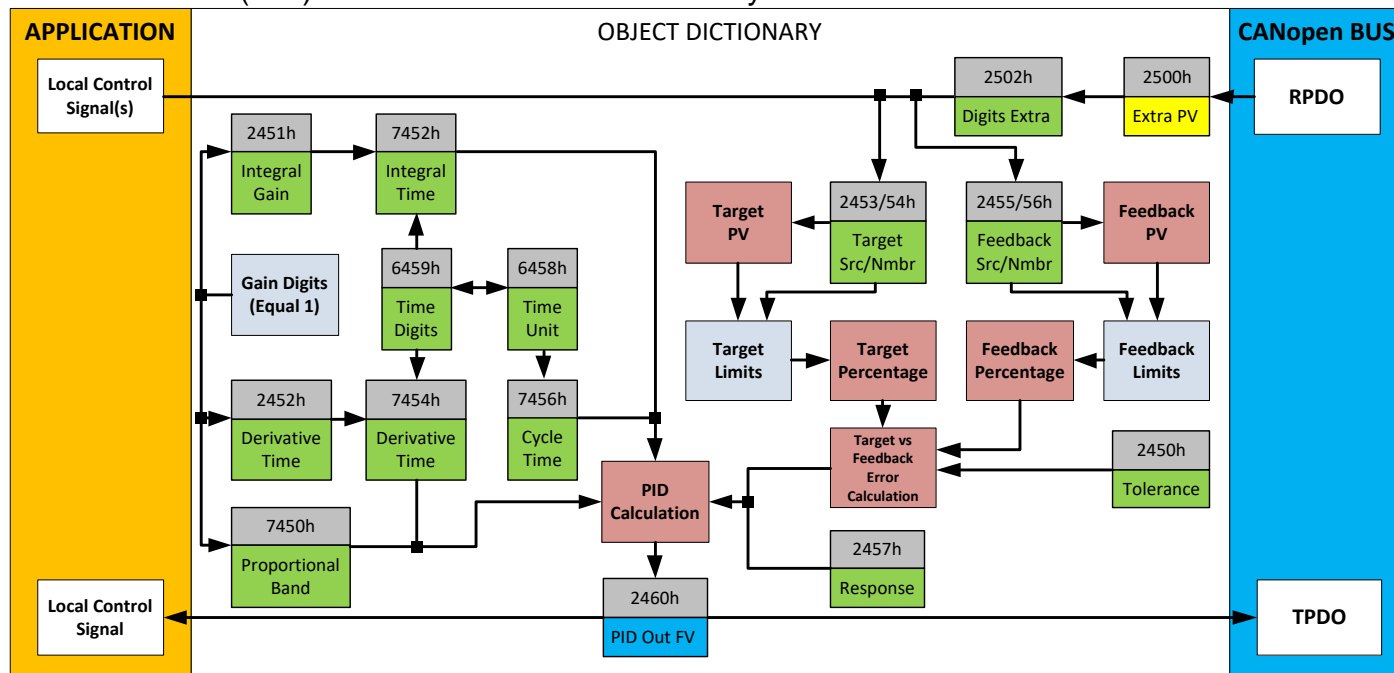 APPLICATION
OBJECT DICTIONARY
CANopen BUS
Local Control
Signal(s)
2502h
Digits Extra
2500h
Extra PV
RPDO
2451h
Integral
Gain
7452h
Integral
Time
Target
PV
2453/54h
Target
Src/Nmbr
2455/56h
Feedback
Src/Nmbr
Feedback
PV
Gain Digits
(Equal 1)
6459h
Time
Digits
6458h
Time
Unit
Target
Limits
Target
Percentage
Feedback
Percentage
Feedback
Limits
2452h
Derivative
Time
7454h
Derivative
Time
7456h
Cycle
Time
Target vs
Feedback
Error
Calculation
2450h
Tolerance
PID
Calculation
7450h
Proportional
Band
2457h
Response
Local Control
Signal
2460h
PID Out FV
TPDO